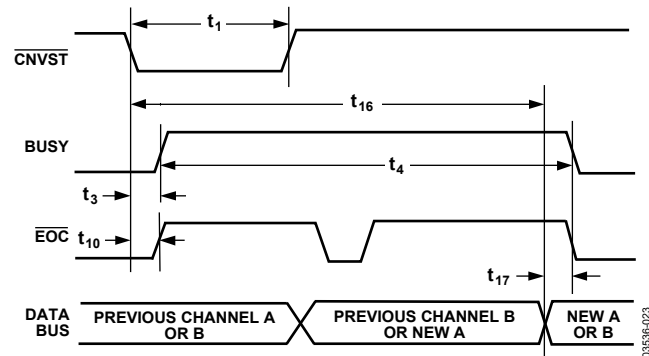 t1
CNVST
t16
BUSY
t4
t3
EOC
t10
t17
DATA
BUS
PREVIOUS CHANNEL A
OR B
PREVIOUS CHANNEL B
OR NEW A
NEW A
OR B
03536-023